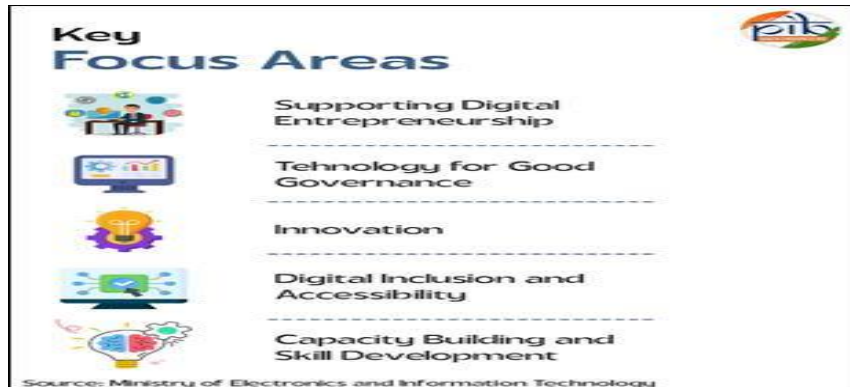 Key
Focus Areas
pib
Supporting Digital
Entrepreneurship
Tehnology for Good
Governance
Innovation
Digital Inclusion and
Accessibility
Capacity Building and
Skill Development
Source: Ministry of Electronics and Information Technology